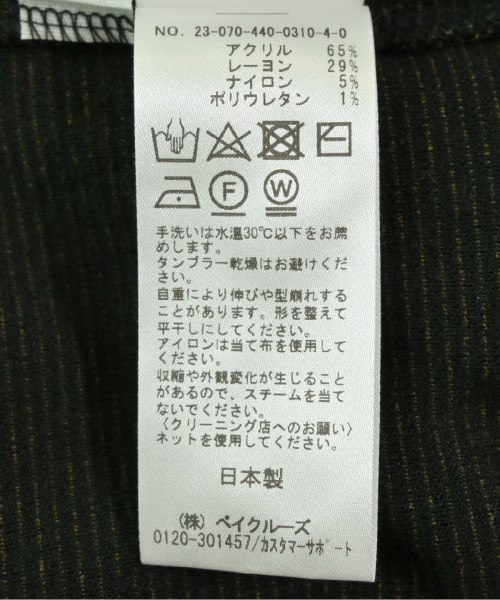 NO. 23-070-440-0310-4-0
アクリル 65%
レーヨン 29%
ナイロン 5%
ポリウレタン 1%
F
W
手洗いは水温30℃以下をお薦
めします。
タンブラー乾燥はお避けくだ
さい。
自重により伸びや型崩れする
ことがあります。形を整えて
平干しにしてください。
アイロンは当て布を使用して
ください。
収縮や外観変化が生じること
があるので、スチームを当て
ないでください。
〈クリーニング店へのお願い〉
ネットを使用してください。
日本製
(株) ベイクルーズ
0120-301457/カスタマーサポート